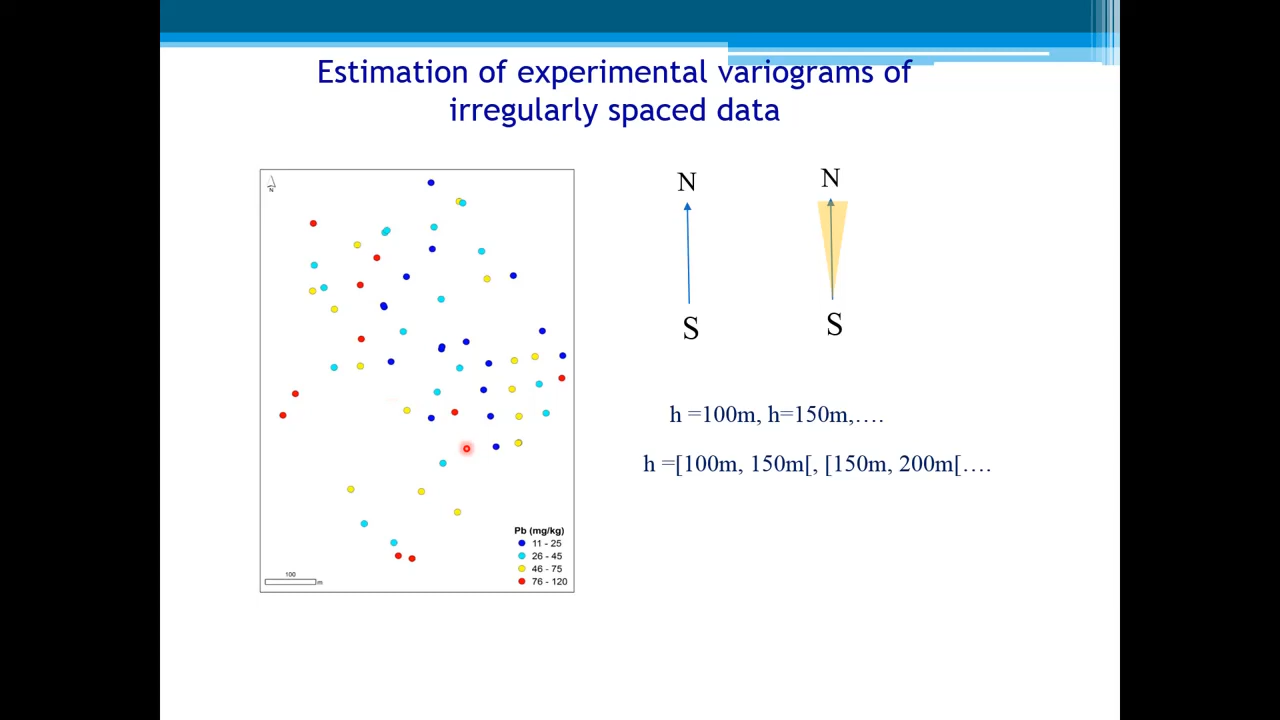 Estimation of experimental variograms of
irregularly spaced data
N
N
N
S
S
h =100m, h=150m,....
h =[100m, 150m[, [150m, 200m[....
Pb (mg/kg)
11 - 25
26 - 45
46 - 75
76 - 120
100
m